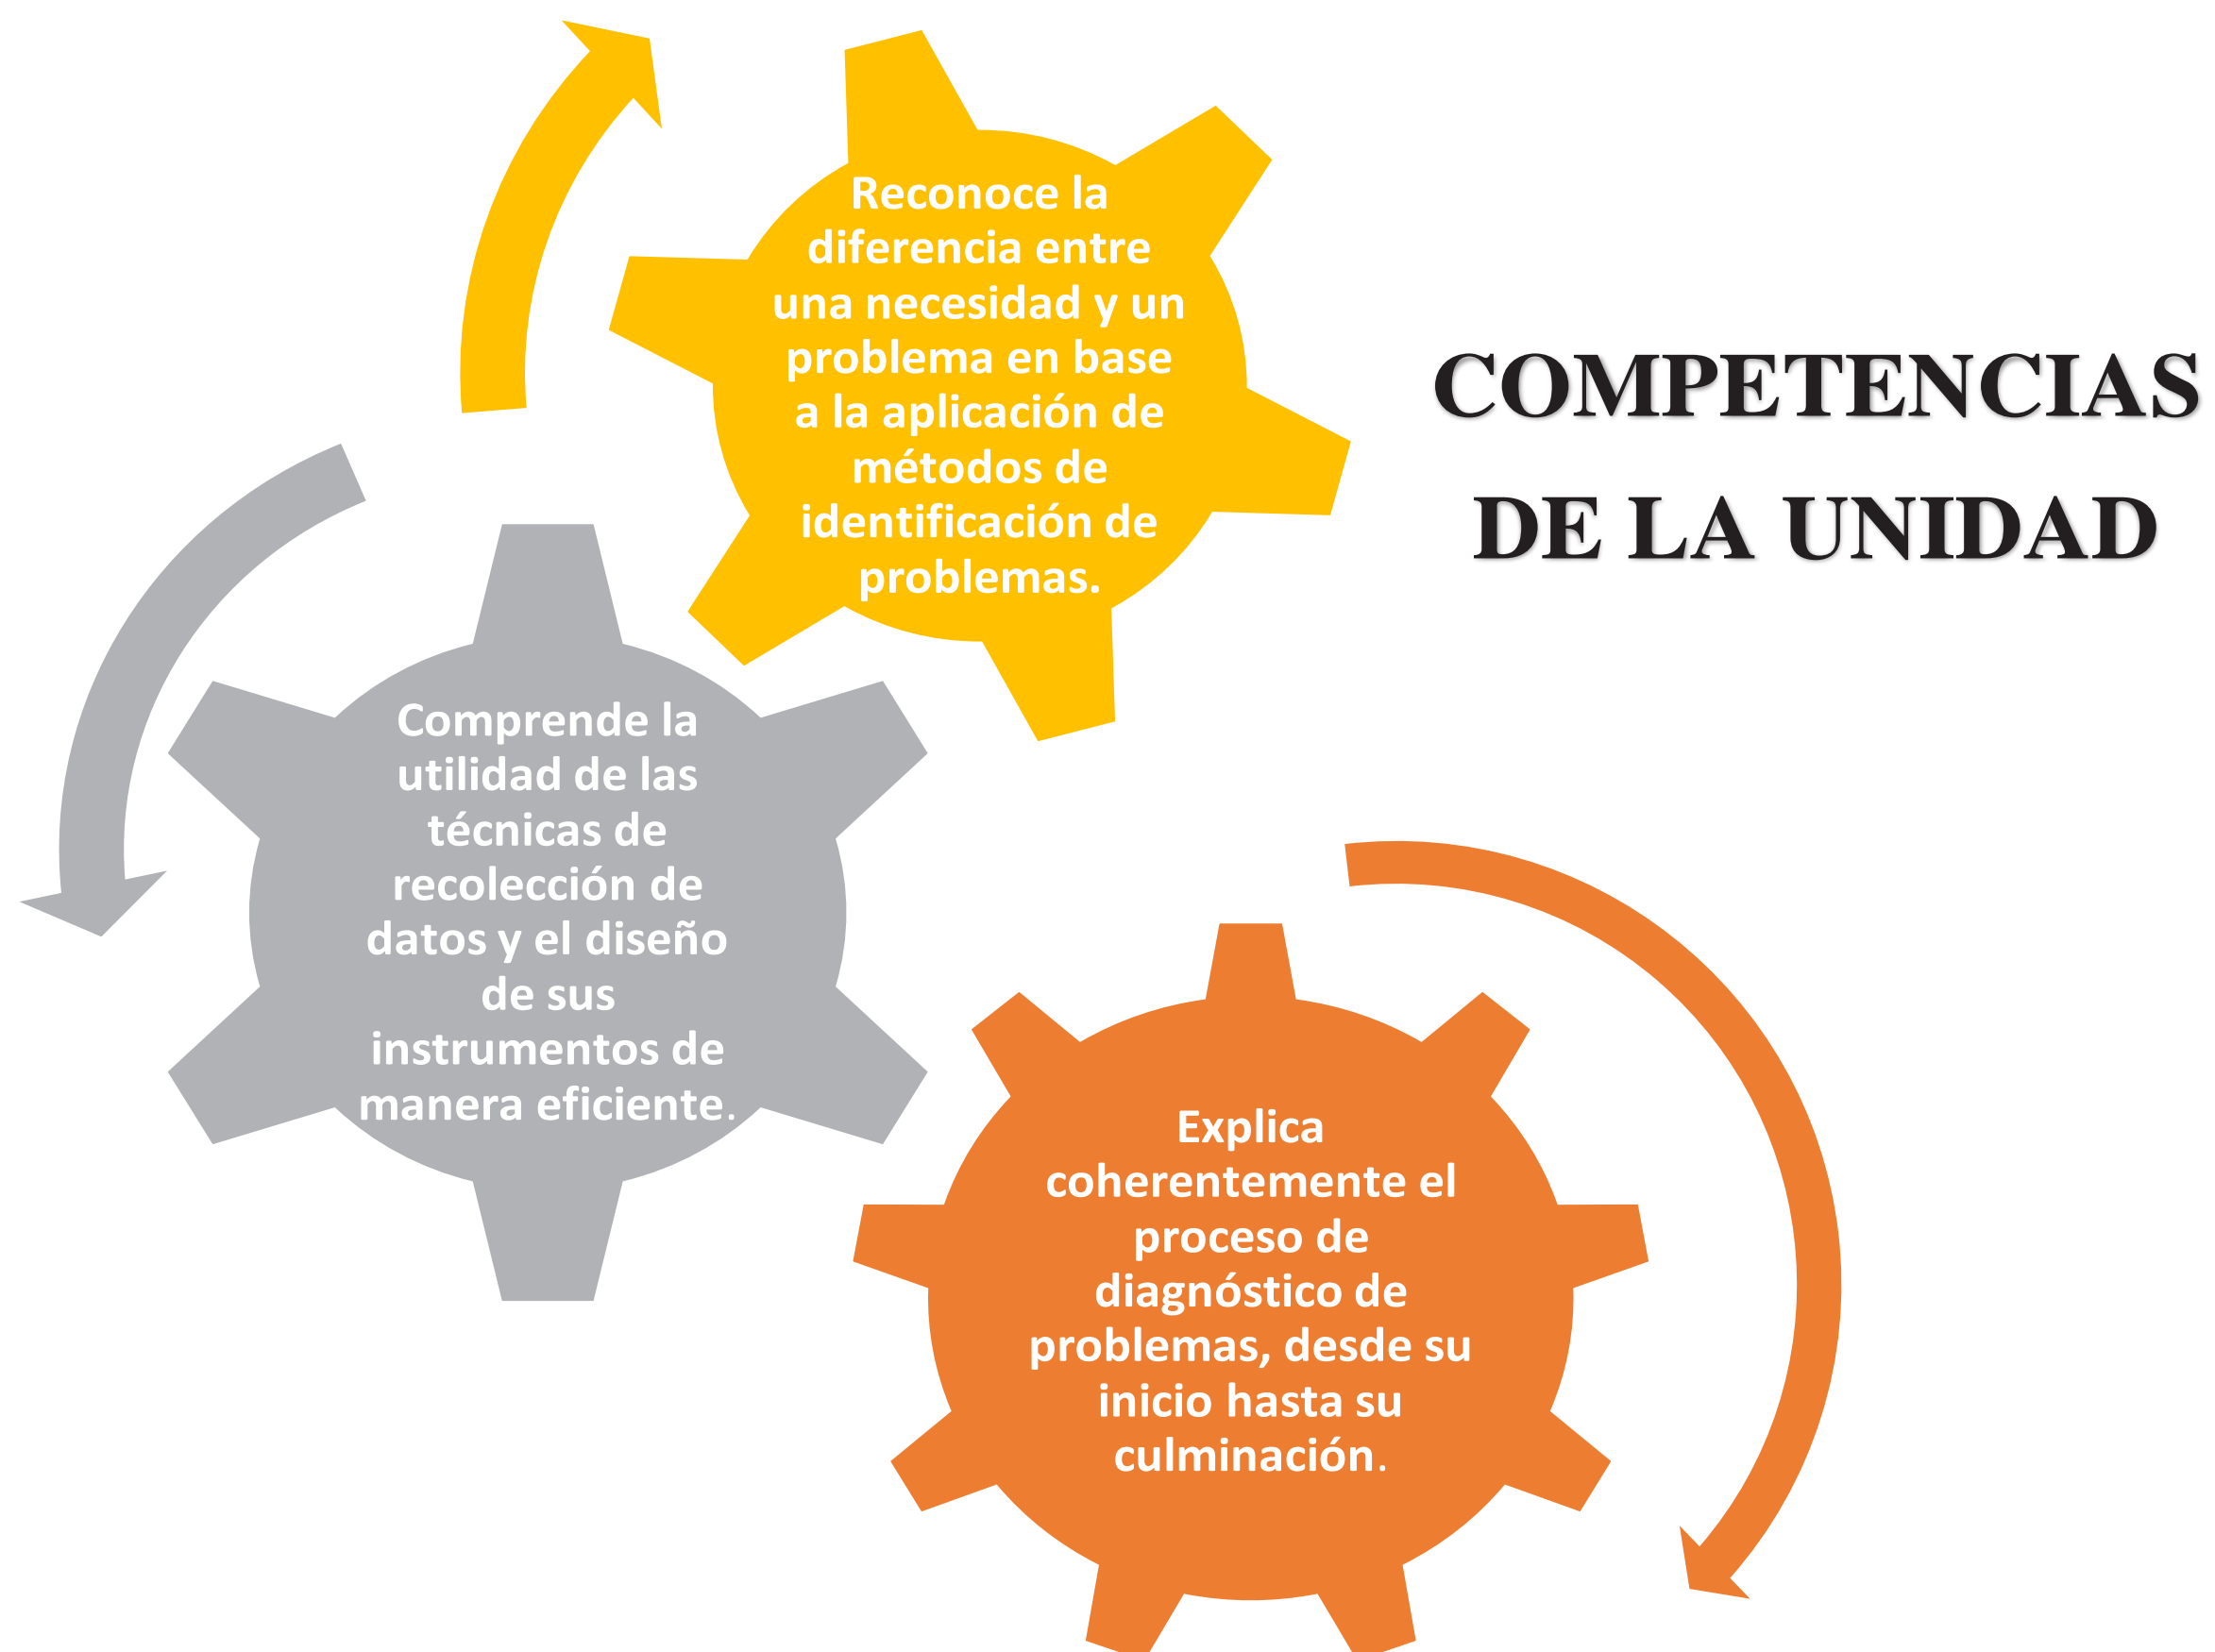 Reconoce la
diferencia entre
una necesidad y un
problema en base
a la aplicación de
métodos de
identificación de
problemas.
COMPETENCIAS
DE LA UNIDAD
Comprende la
utilidad de las
técnicas de
recolección de
datos y el diseño
de sus
instrumentos de
manera eficiente.
Explica
coherentemente el
proceso de
diagnóstico de
problemas, desde su
inicio hasta su
culminación.